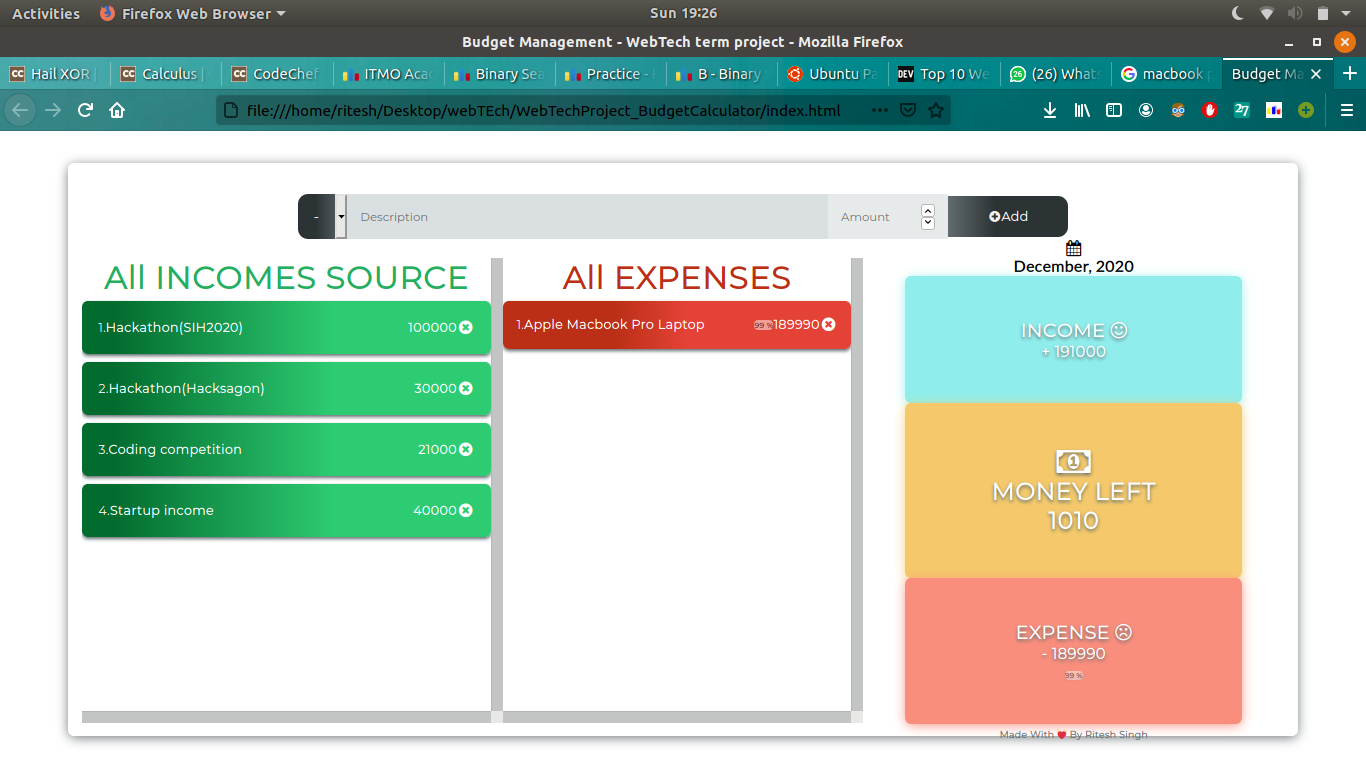 Activities Firefox Web Browser Sun 19:26
Budget Management - WebTech term project - Mozilla Firefox
Hail XOR Calculus | CodeChef ITMO Aca Binary Sea Practice - B - Binary Ubuntu Pa Top 10 We (26) Whats macbook p Budget Ma
file:///home/ritesh/Desktop/webTEch/WebTechProject_BudgetCalculator/index.html
- Description Amount Add
December, 2020
All INCOMES SOURCE
1.Hackathon(SIH2020) 100000
2.Hackathon(Hacksagon) 30000
3.Coding competition 21000
4.Startup income 40000
All EXPENSES
1.Apple Macbook Pro Laptop 99 % 189990
INCOME
+ 191000
MONEY LEFT
1010
EXPENSE
- 189990
99 %
Made With By Ritesh Singh